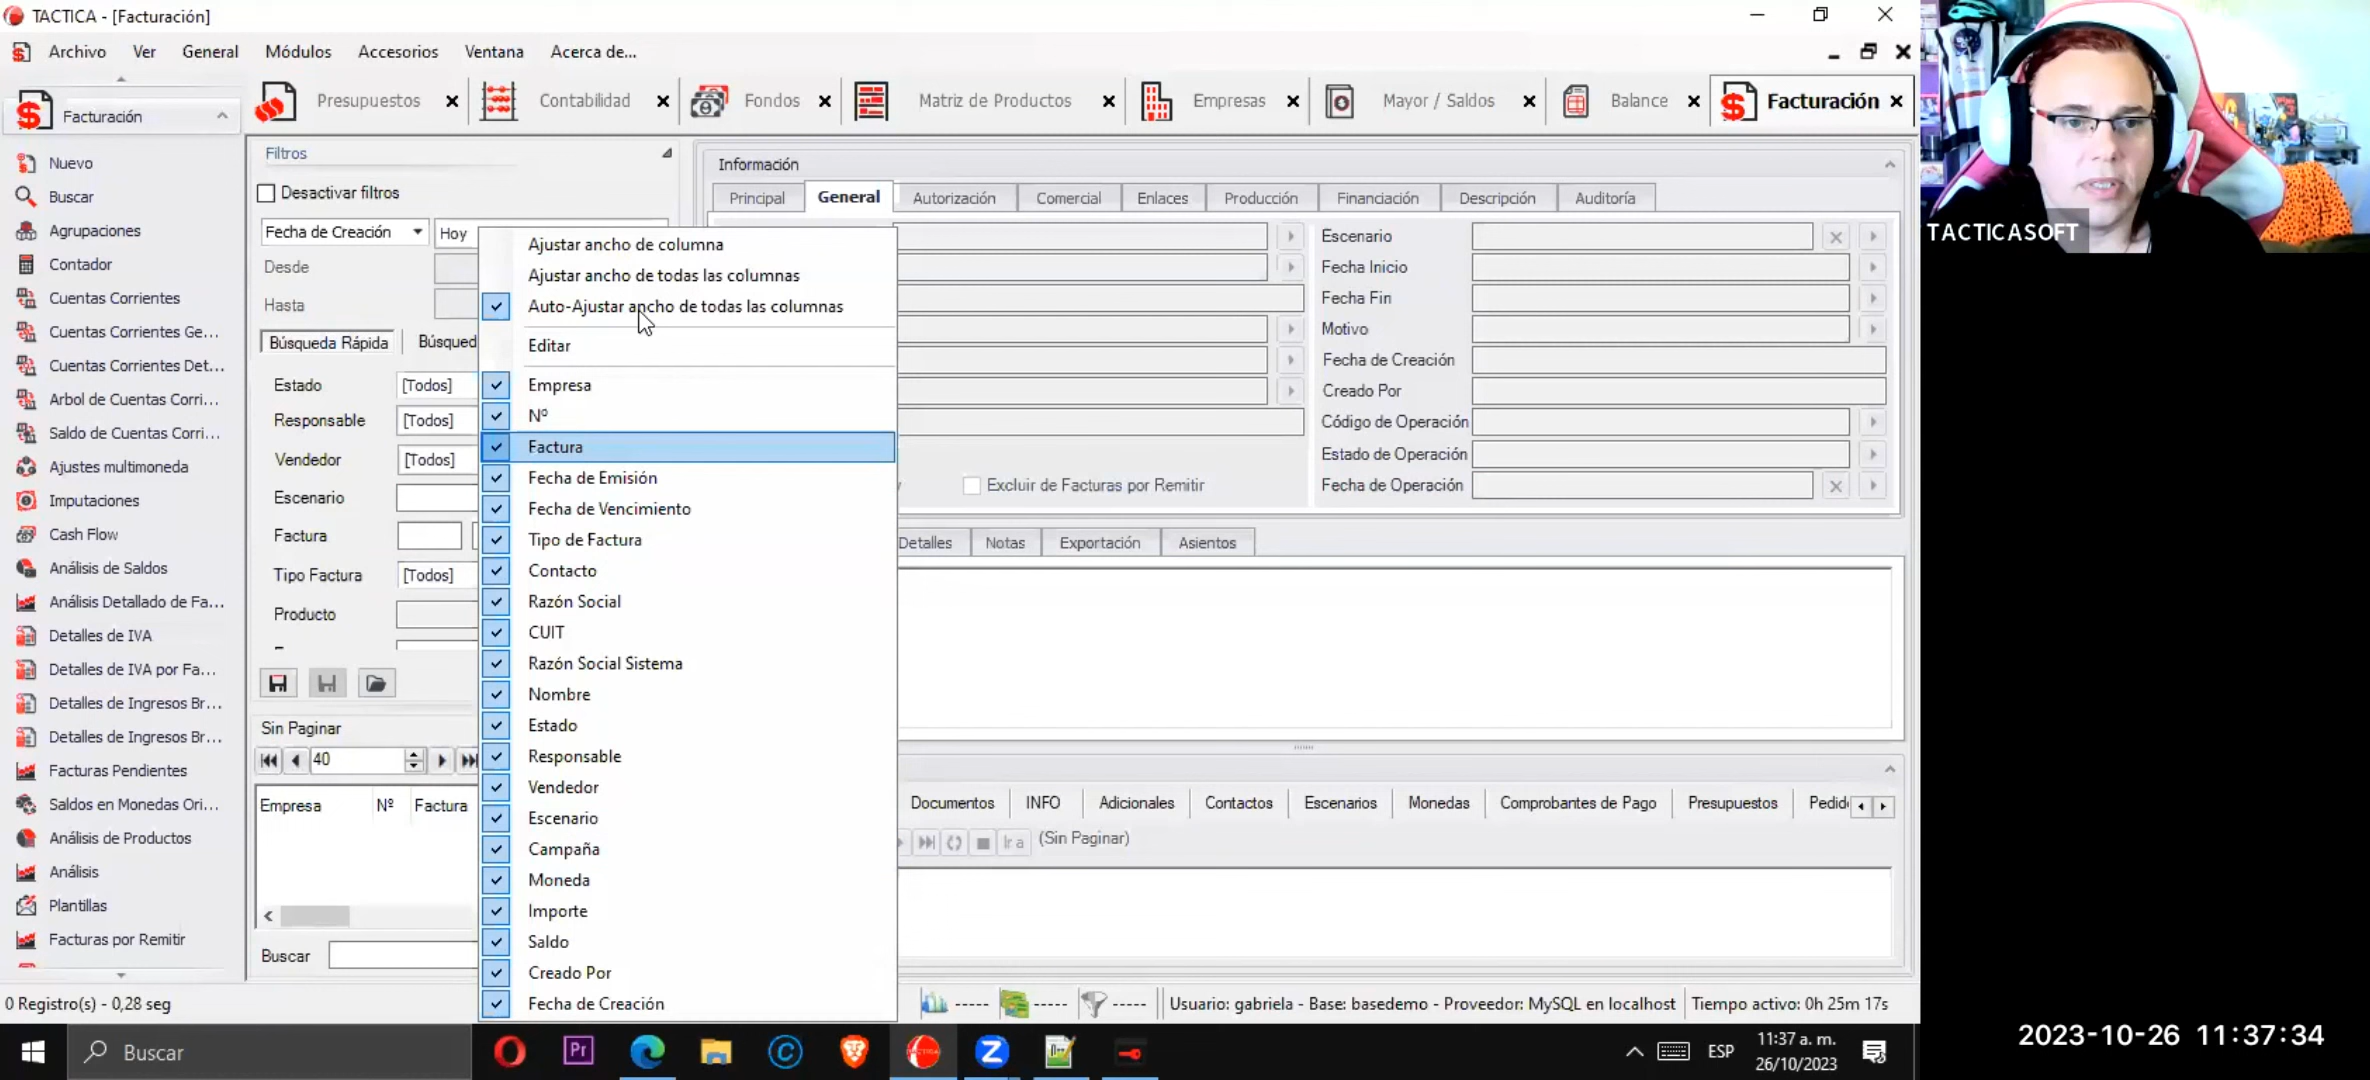 TACTICA - [Facturación]
Archivo Ver General Módulos Accesorios Ventana Acerca de...
Facturación
Presupuestos
Contabilidad
Fondos
Matriz de Productos
Empresas
Mayor / Saldos
Balance
Facturación
Nuevo
Buscar
Agrupaciones
Contador
Cuentas Corrientes
Cuentas Corrientes Ge...
Cuentas Corrientes Det...
Arbol de Cuentas Corri...
Saldo de Cuentas Corri...
Ajustes multimoneda
Imputaciones
Cash Flow
Análisis de Saldos
Análisis Detallado de Fa...
Detalles de IVA
Detalles de IVA por Fa...
Detalles de Ingresos Br...
Detalles de Ingresos Br...
Facturas Pendientes
Saldos en Monedas Ori...
Análisis de Productos
Análisis
Plantillas
Facturas por Remitir
Filtros
Desactivar filtros
Fecha de Creación
Hoy
Desde
Hasta
Búsqueda Rápida
Búsqued
Estado [Todos]
Responsable [Todos]
Vendedor [Todos]
Escenario
Factura
Tipo Factura [Todos]
Producto
Sin Paginar
40
Empresa Nº Factura
Buscar
Ajustar ancho de columna
Ajustar ancho de todas las columnas
Auto-Ajustar ancho de todas las columnas
Editar
Empresa
Nº
Factura
Fecha de Emisión
Fecha de Vencimiento
Tipo de Factura
Contacto
Razón Social
CUIT
Razón Social Sistema
Nombre
Estado
Responsable
Vendedor
Escenario
Campaña
Moneda
Importe
Saldo
Creado Por
Fecha de Creación
Información
Principal General Autorización Comercial Enlaces Producción Financiación Descripción Auditoría
Escenario
Fecha Inicio
Fecha Fin
Motivo
Fecha de Creación
Creado Por
Código de Operación
Estado de Operación
Fecha de Operación
Excluir de Facturas por Remitir
Detalles Notas Exportación Asientos
Documentos INFO Adicionales Contactos Escenarios Monedas Comprobantes de Pago Presupuestos Pedid
Ir a (Sin Paginar)
0 Registro(s) - 0,28 seg
----- ----- -----
Usuario: gabriela - Base: basedemo - Proveedor: MySQL en localhost
Tiempo activo: 0h 25m 17s
Buscar
Pr
ESP
11:37 a. m.
26/10/2023
TACTICASOFT
2023-10-26 11:37:34